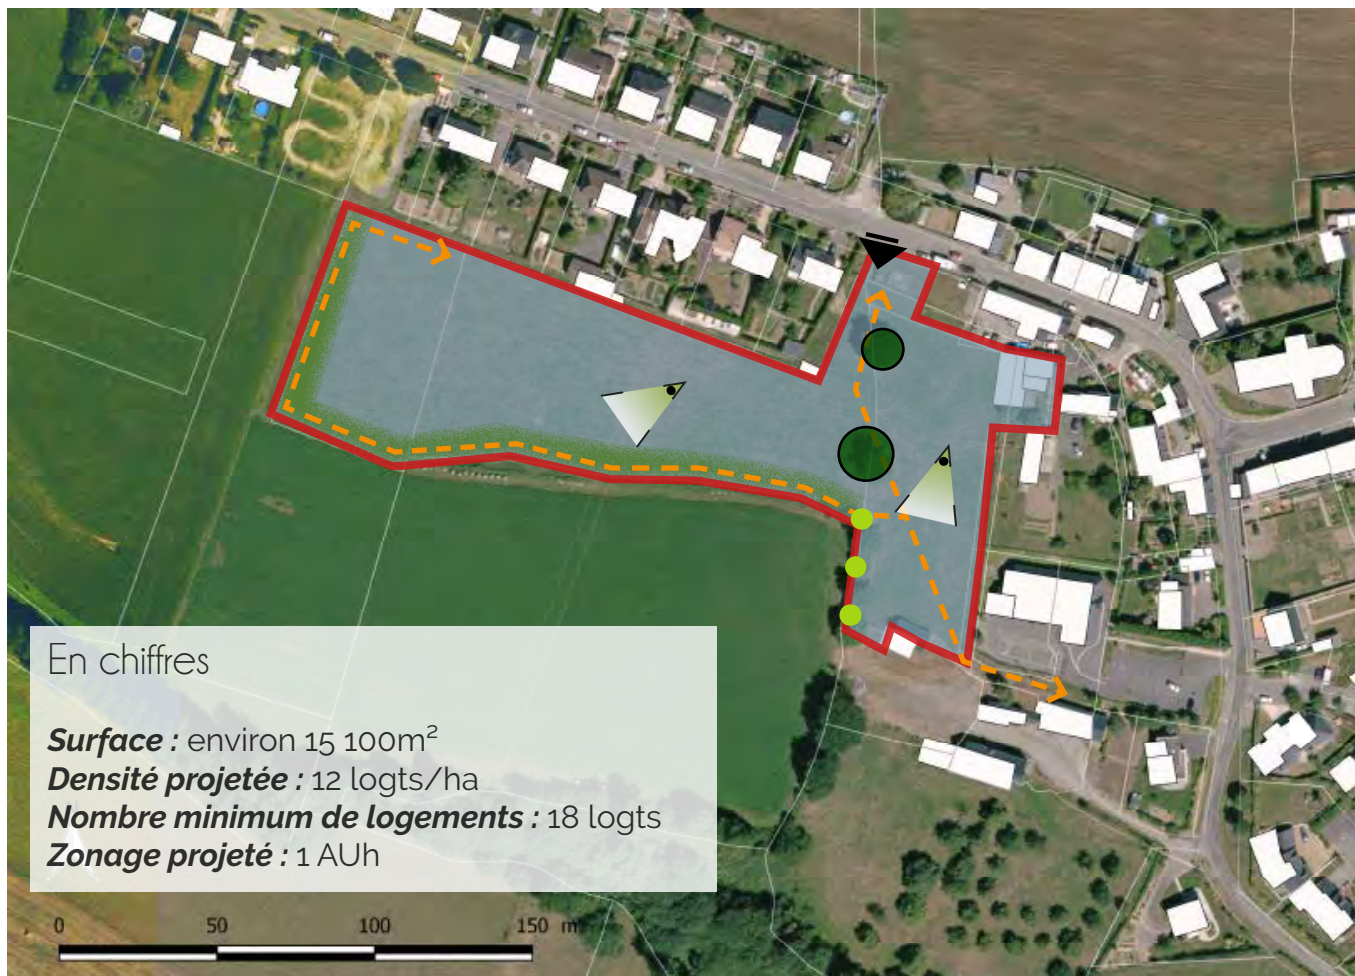 En chiffres
Surface : environ 15 100m²
Densité projetée : 12 logts/ha
Nombre minimum de logements : 18 logts
Zonage projeté : 1 AUh
0 50 100 150 m